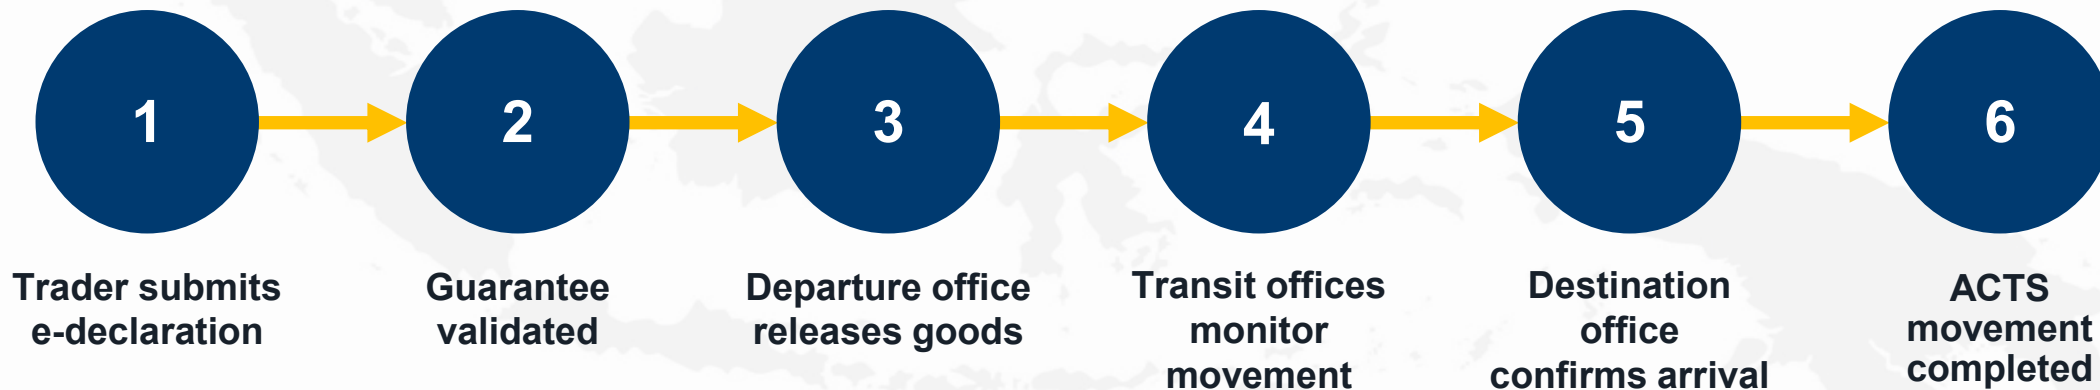 1
2
3
4
5
6
Trader submits
e-declaration
Guarantee
validated
Departure office
releases goods
Transit offices
monitor
movement
Destination
office
confirms arrival
ACTS
movement
completed